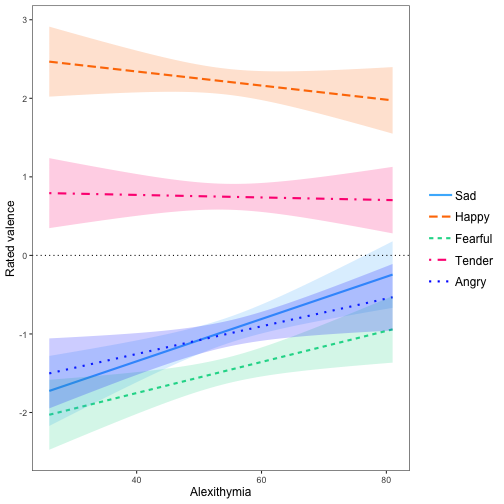 3
2
1
0
-1
-2
Rated valence
40
60
80
Alexithymia
Sad
Happy
Fearful
Tender
Angry